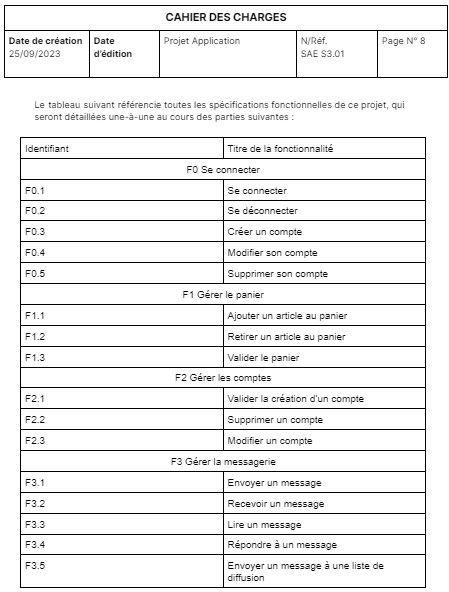 CAHIER DES CHARGES
Date de création
25/09/2023
Date
d'édition
Projet Application
N/Réf.
SAE S3.01
Page N° 8
Le tableau suivant référencie toutes les spécifications fonctionnelles de ce projet, qui
seront détaillées une-à-une au cours des parties suivantes :
Identifiant Titre de la fonctionnalité
F0 Se connecter
F0.1 Se connecter
F0.2 Se déconnecter
F0.3 Créer un compte
F0.4 Modifier son compte
F0.5 Supprimer son compte
F1 Gérer le panier
F1.1 Ajouter un article au panier
F1.2 Retirer un article au panier
F1.3 Valider le panier
F2 Gérer les comptes
F2.1 Valider la création d'un compte
F2.2 Supprimer un compte
F2.3 Modifier un compte
F3 Gérer la messagerie
F3.1 Envoyer un message
F3.2 Recevoir un message
F3.3 Lire un message
F3.4 Répondre à un message
F3.5 Envoyer un message à une liste de
diffusion